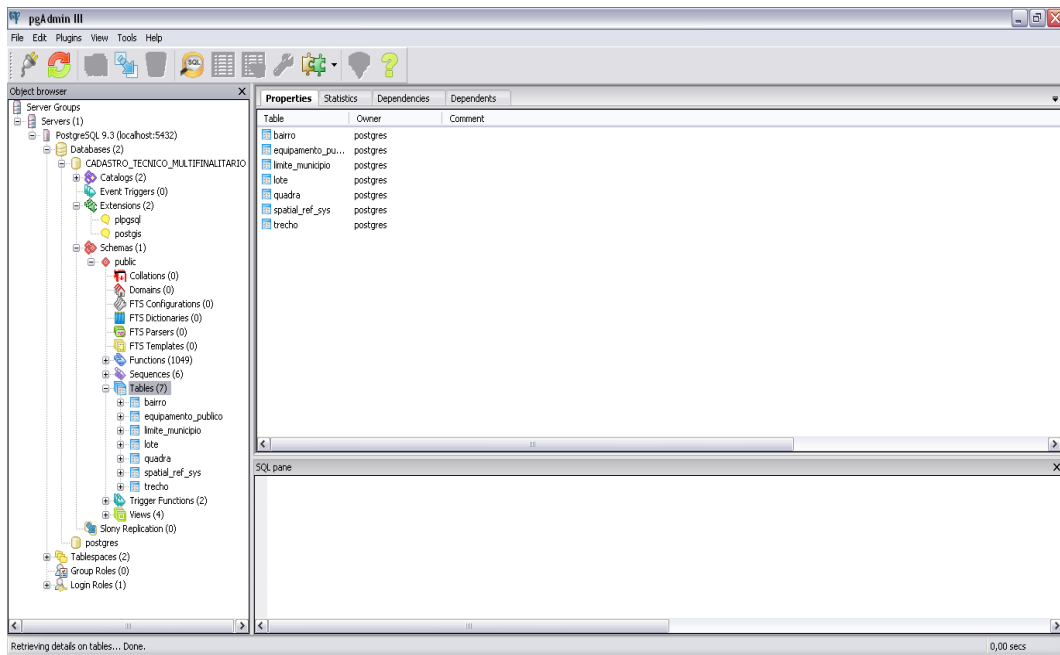 pgAdmin III
File Edit Plugins View Tools Help
SQL
Object browser X
Server Groups
Servers (1)
PostgreSQL 9.3 (localhost:5432)
Databases (2)
CADASTRO_TECNICO_MULTIFINALITARIO
Catalogs (2)
Event Triggers (0)
Extensions (2)
plpgsql
postgis
Schemas (1)
public
Collations (0)
Domains (0)
FTS Configurations (0)
FTS Dictionaries (0)
FTS Parsers (0)
FTS Templates (0)
Functions (1049)
Sequences (6)
Tables (7)
bairro
equipamento_publico
limite_municipio
lote
quadra
spatial_ref_sys
trecho
Trigger Functions (2)
Views (4)
Slony Replication (0)
postgres
Tablespaces (2)
Group Roles (0)
Login Roles (1)
Properties Statistics Dependencies Dependents
Table Owner Comment
bairro postgres
equipamento_pu... postgres
limite_municipio postgres
lote postgres
quadra postgres
spatial_ref_sys postgres
trecho postgres
SQL pane X
Retrieving details on tables... Done. 0,00 secs